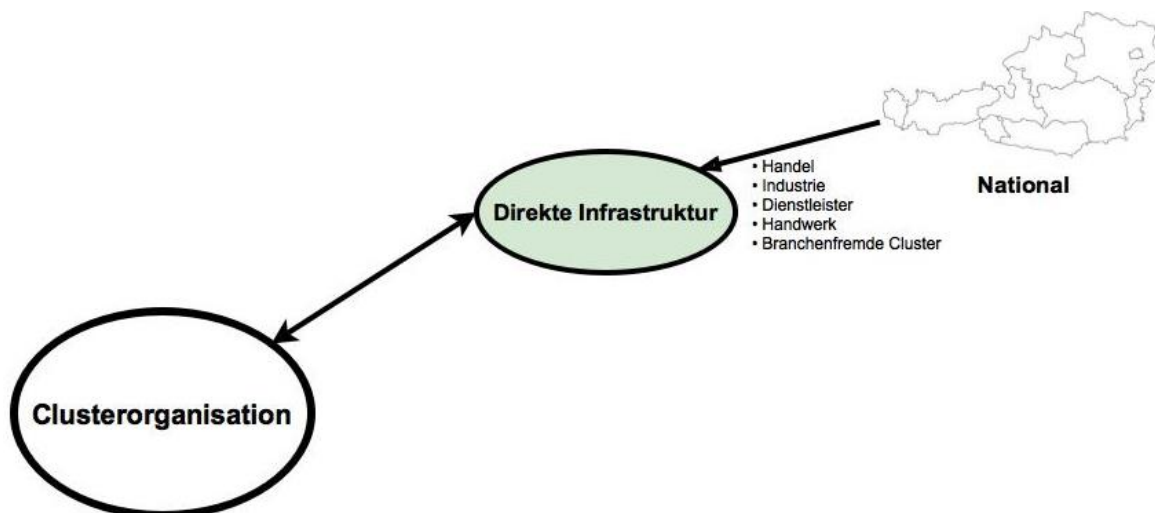 • Handel
• Industrie
• Dienstleister
• Handwerk
• Branchenfremde Cluster
National
Direkte Infrastruktur
Clusterorganisation